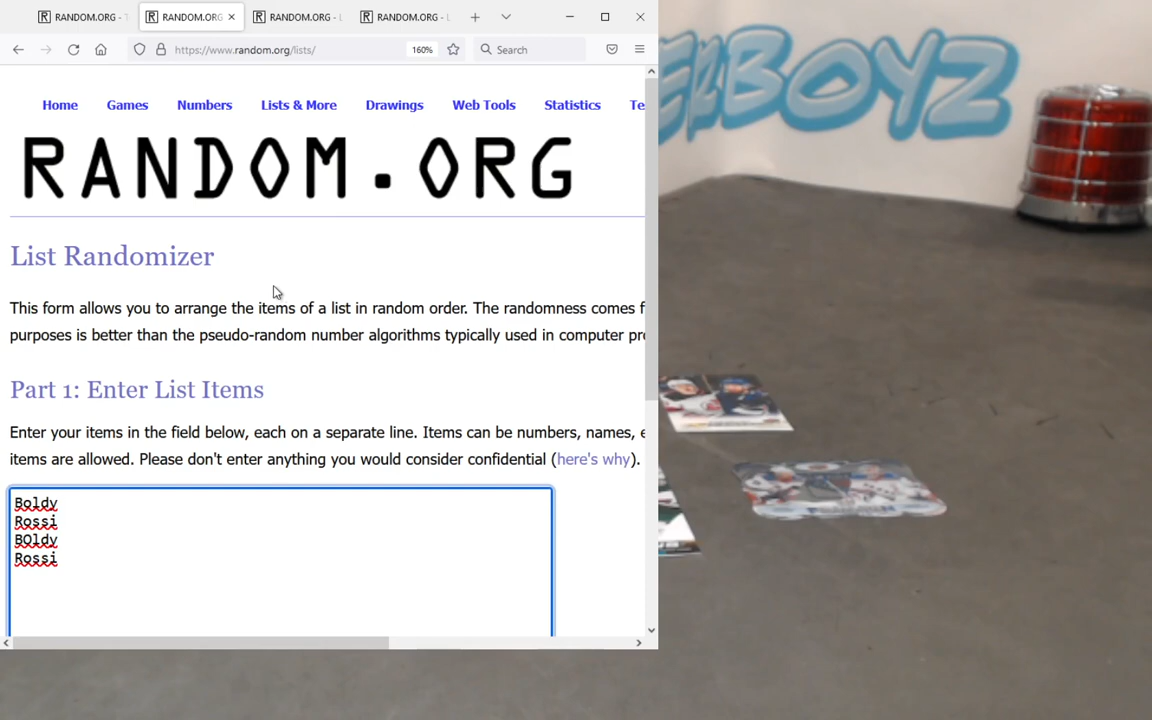 RANDOM.ORG - T
RANDOM.ORG
RANDOM.ORG - L
RANDOM.ORG - L
https://www.random.org/lists/
160%
Search
Home Games Numbers Lists & More Drawings Web Tools Statistics Te
RANDOM.ORG
List Randomizer
This form allows you to arrange the items of a list in random order. The randomness comes f
purposes is better than the pseudo-random number algorithms typically used in computer pr
Part 1: Enter List Items
Enter your items in the field below, each on a separate line. Items can be numbers, names, e
items are allowed. Please don't enter anything you would consider confidential (here's why).
Boldy
Rossi
BOldy
Rossi
ERBOYZ